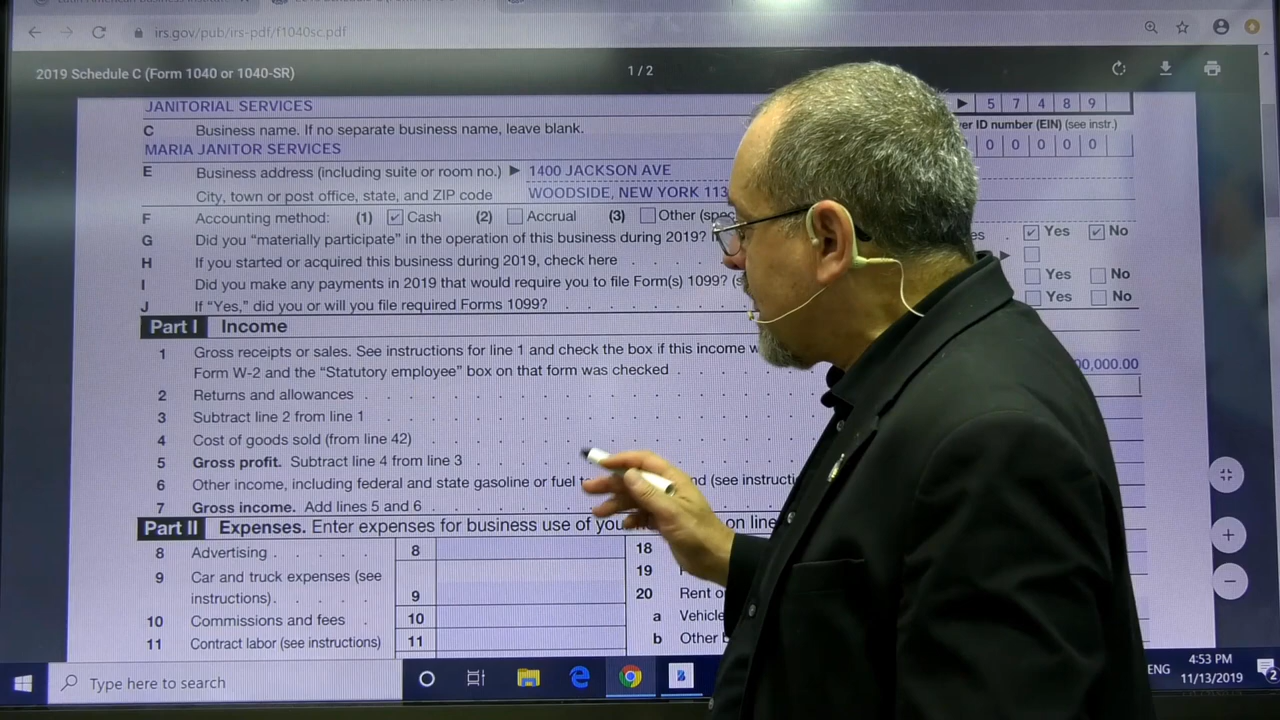 irs.gov/pub/irs-pdf/f1040sc.pdf
2019 Schedule C (Form 1040 or 1040-SR)
1 / 2
JANITORIAL SERVICES
▶ 5 7 4 8 9
C Business name. If no separate business name, leave blank.
ID number (EIN) (see instr.)
MARIA JANITOR SERVICES
0 0 0 0 0
E Business address (including suite or room no.) ▶ 1400 JACKSON AVE
City, town or post office, state, and ZIP code WOODSIDE, NEW YORK 113
F Accounting method: (1) ✓ Cash (2) Accrual (3) Other (spec
G Did you “materially participate” in the operation of this business during 2019? ✓ Yes ✓ No
H If you started or acquired this business during 2019, check here . . . . ▶
I Did you make any payments in 2019 that would require you to file Form(s) 1099? (s Yes No
J If “Yes,” did you or will you file required Forms 1099? . . . . . . . . Yes No
Part I Income
1 Gross receipts or sales. See instructions for line 1 and check the box if this income w
Form W-2 and the “Statutory employee” box on that form was checked . . . . . . 00,000.00
2 Returns and allowances . . . . . . . . . . . . . . . . . . .
3 Subtract line 2 from line 1 . . . . . . . . . . . . . . . . . . .
4 Cost of goods sold (from line 42) . . . . . . . . . . . . . . . .
5 Gross profit. Subtract line 4 from line 3 . . . . .
6 Other income, including federal and state gasoline or fuel (see instructi
7 Gross income. Add lines 5 and 6 . . . . . . . .
Part II Expenses. Enter expenses for business use of you on line
8 Advertising . . . . . 8
18
9 Car and truck expenses (see
instructions). . . . . 9
19
20 Rent o
10 Commissions and fees . 10
a Vehicle
11 Contract labor (see instructions) 11
b Other
Type here to search
ENG
4:53 PM
11/13/2019
2